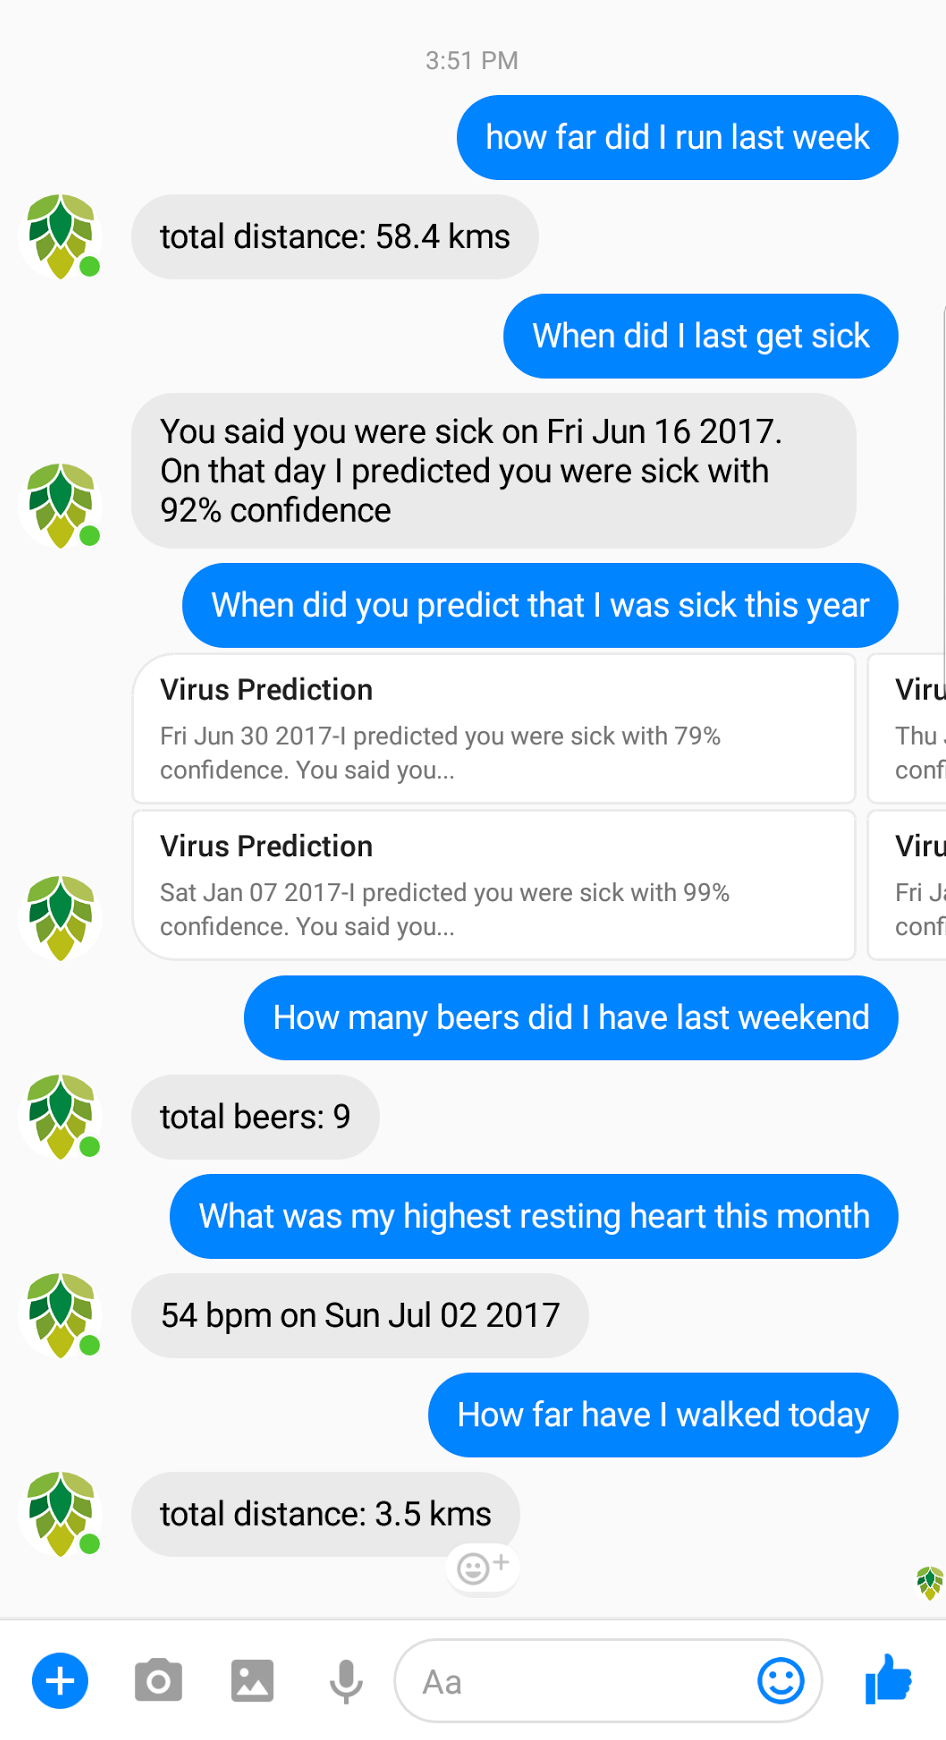 3:51 PM
how far did I run last week
total distance: 58.4 kms
When did I last get sick
You said you were sick on Fri Jun 16 2017.
On that day I predicted you were sick with
92% confidence
When did you predict that I was sick this year
Virus Prediction
Fri Jun 30 2017-I predicted you were sick with 79%
confidence. You said you...
Viru
Thu
conf
Virus Prediction
Sat Jan 07 2017-I predicted you were sick with 99%
confidence. You said you...
Viru
Fri Ja
conf
How many beers did I have last weekend
total beers: 9
What was my highest resting heart this month
54 bpm on Sun Jul 02 2017
How far have I walked today
total distance: 3.5 kms
Aa